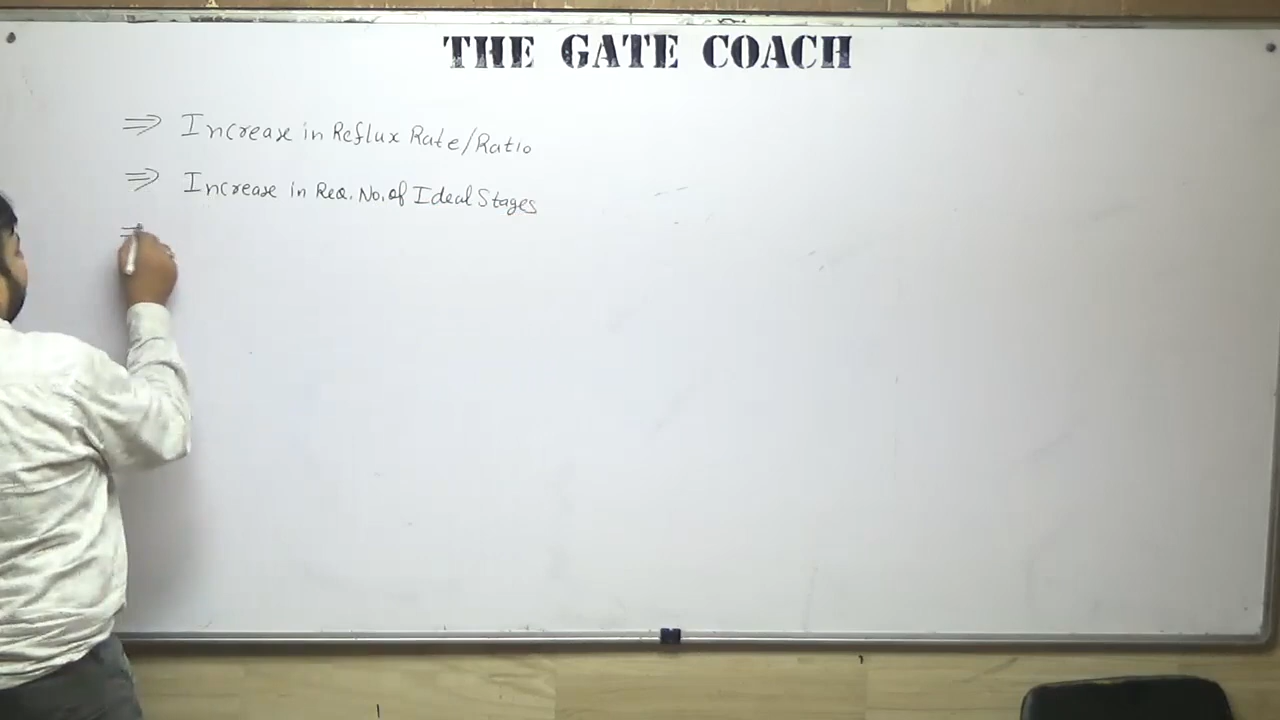 THE GATE COACH
⇒ Increase in Reflux Rate/Ratio
⇒ Increase in Req. No. of Ideal Stages
⇒